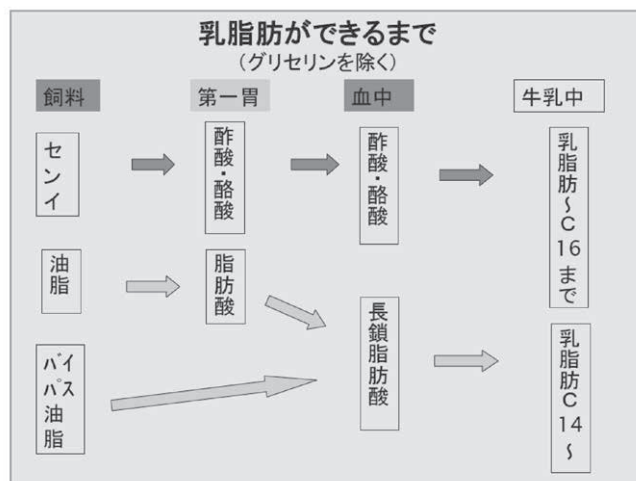 乳脂肪ができるまで
(グリセリンを除く)
飼料
第一胃
血中
牛乳中
センイ
酢酸・酪酸
酢酸・酪酸
乳脂肪～C16まで
油脂
脂肪酸
長鎖脂肪酸
乳脂肪C14～
バイパス油脂